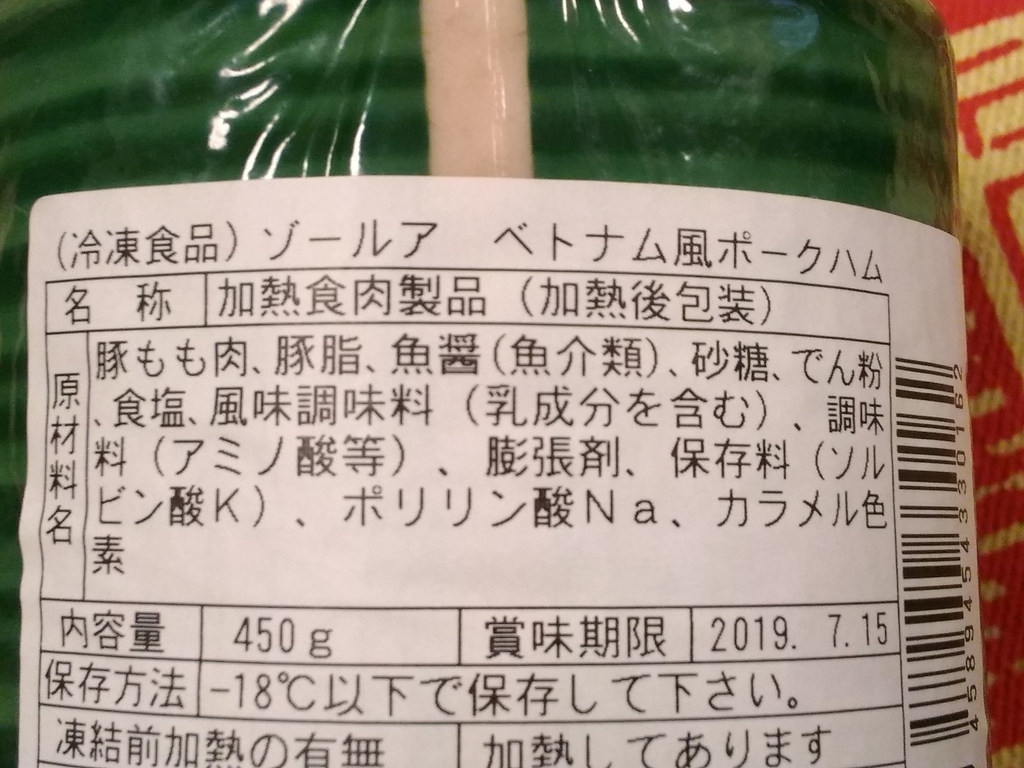 (冷凍食品) ゾールア ベトナム風ポークハム
名 称 加熱食肉製品 (加熱後包装)
原材料名
豚もも肉、豚脂、魚醤(魚介類)、砂糖、でん粉
、食塩、風味調味料 (乳成分を含む)、調味
料 (アミノ酸等)、膨張剤、保存料 (ソル
ビン酸K)、ポリリン酸Na、カラメル色
素
内容量 450g 賞味期限 2019. 7.15
保存方法 -18℃以下で保存して下さい。
凍結前加熱の有無 加熱してあります
4589454330162